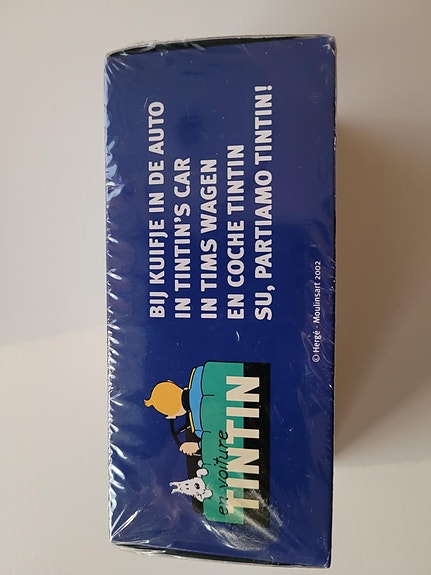 en voiture
TINTIN
BIJ KUIFJE IN DE AUTO
IN TINTIN'S CAR
IN TIMS WAGEN
EN COCHE TINTIN
SU, PARTIAMO TINTIN!
© Hergé - Moulinsart 2002